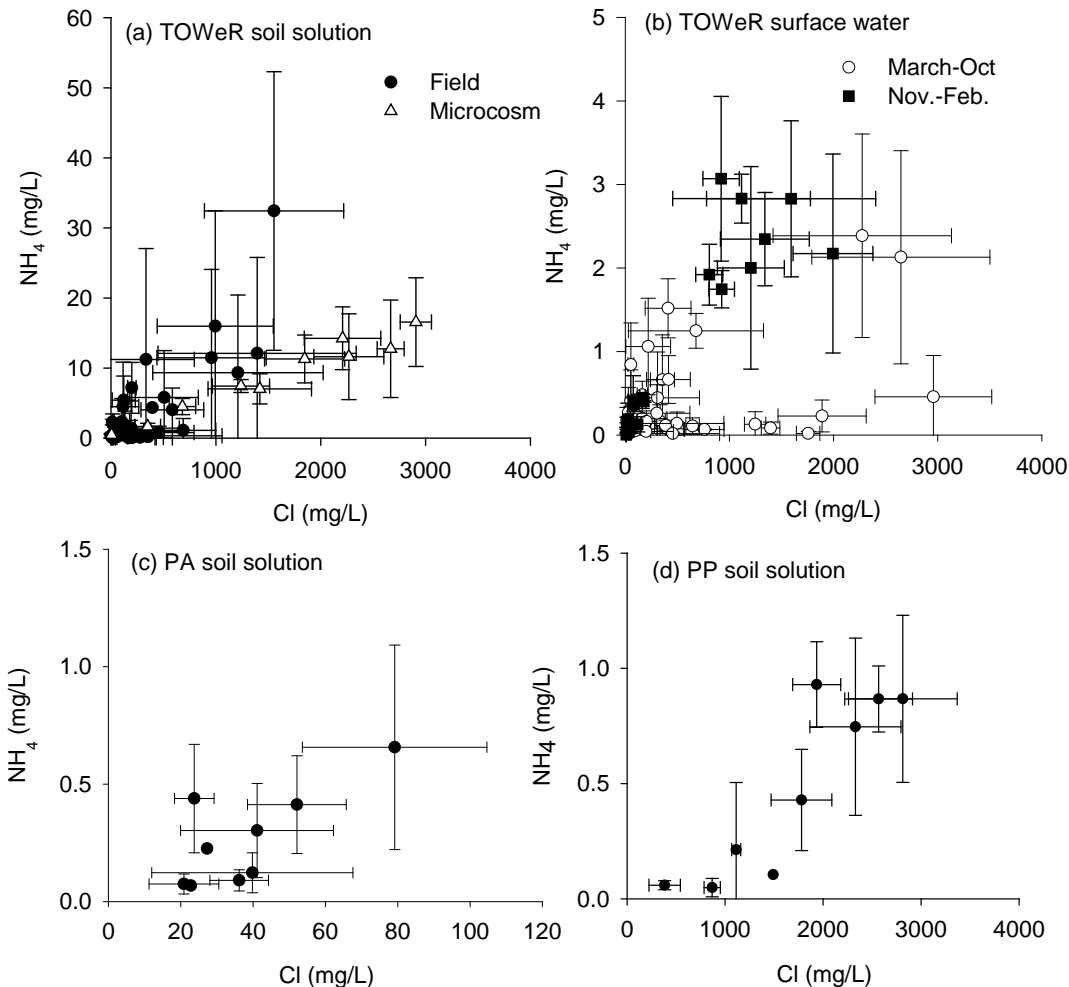 (a) TOWeR soil solution
Field
Microcosm
60
50
40
30
20
10
0
NH4 (mg/L)
0 1000 2000 3000 4000
Cl (mg/L)
(b) TOWeR surface water
March-Oct
Nov.-Feb.
5
4
3
2
1
0
NH4 (mg/L)
0 1000 2000 3000 4000
Cl (mg/L)
(c) PA soil solution
1.5
1.0
0.5
0.0
NH4 (mg/L)
20 40 60 80 100 120
Cl (mg/L)
(d) PP soil solution
1.5
1.0
0.5
0.0
NH4 (mg/L)
0 1000 2000 3000 4000
Cl (mg/L)